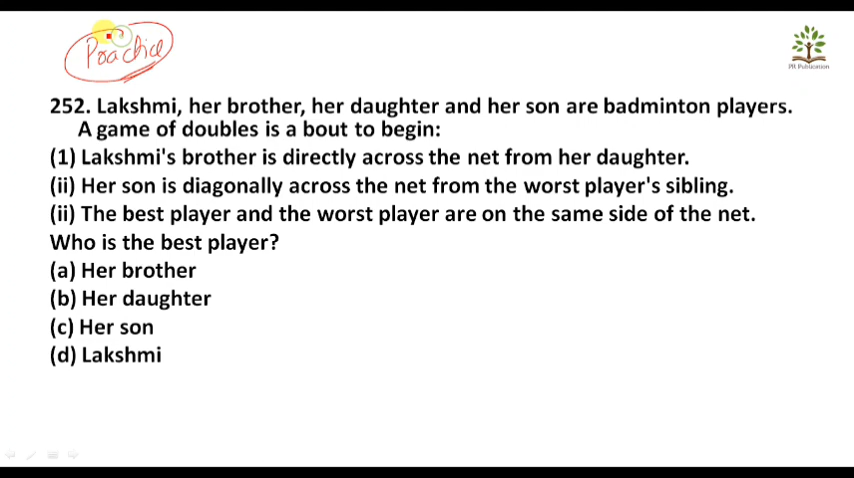 Practice
PR Publication
252. Lakshmi, her brother, her daughter and her son are badminton players.
A game of doubles is a bout to begin:
(1) Lakshmi's brother is directly across the net from her daughter.
(ii) Her son is diagonally across the net from the worst player's sibling.
(ii) The best player and the worst player are on the same side of the net.
Who is the best player?
(a) Her brother
(b) Her daughter
(c) Her son
(d) Lakshmi